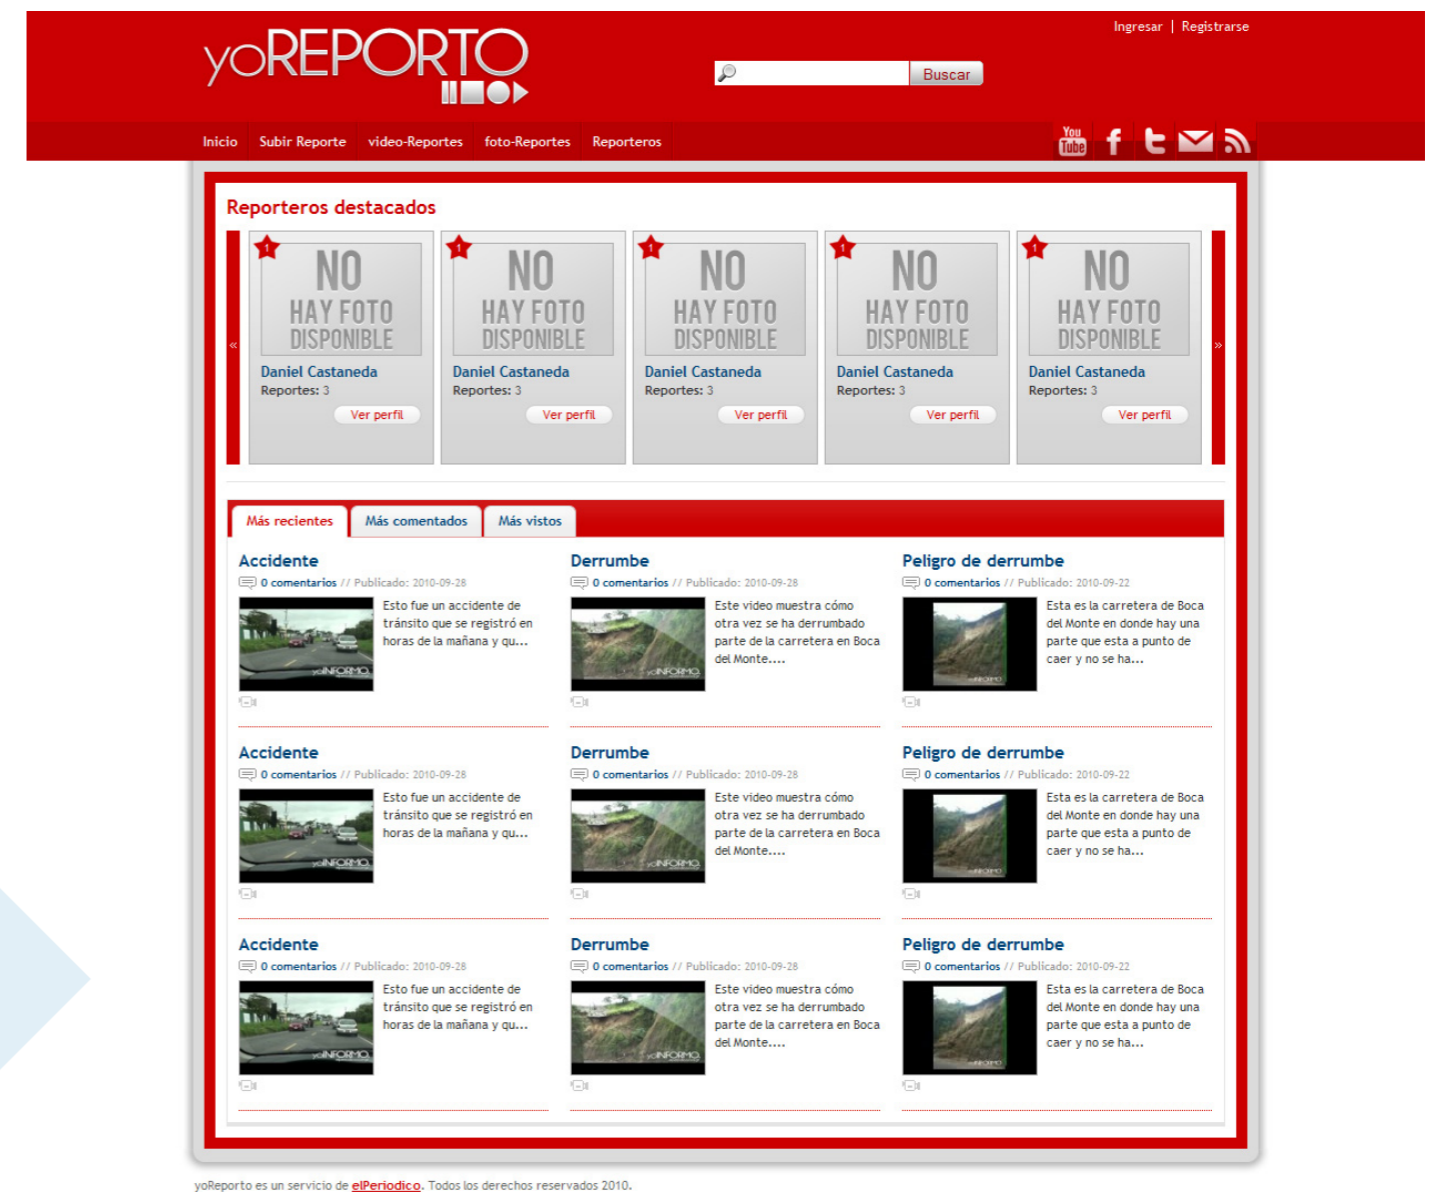 Ingresar | Registrarse
yoREPORTO
Buscar
Inicio Subir Reporte video-Reportes foto-Reportes Reporteros
You Tube
Reporteros destacados
1 1 1 1 1
NO NO NO NO NO
HAY FOTO HAY FOTO HAY FOTO HAY FOTO HAY FOTO
DISPONIBLE DISPONIBLE DISPONIBLE DISPONIBLE DISPONIBLE
« »
Daniel Castaneda Daniel Castaneda Daniel Castaneda Daniel Castaneda Daniel Castaneda
Reportes: 3 Reportes: 3 Reportes: 3 Reportes: 3 Reportes: 3
Ver perfil Ver perfil Ver perfil Ver perfil Ver perfil
Más recientes Más comentados Más vistos
Accidente
0 comentarios // Publicado: 2010-09-28
Esto fue un accidente de
tránsito que se registró en
horas de la mañana y qu...
yoINFORMO
Derrumbe
0 comentarios // Publicado: 2010-09-28
Este video muestra cómo
otra vez se ha derrumbado
parte de la carretera en Boca
del Monte....
yoINFORMO
Peligro de derrumbe
0 comentarios // Publicado: 2010-09-22
Esta es la carretera de Boca
del Monte en donde hay una
parte que esta a punto de
caer y no se ha...
yoINFORMO
Accidente
0 comentarios // Publicado: 2010-09-28
Esto fue un accidente de
tránsito que se registró en
horas de la mañana y qu...
yoINFORMO
Derrumbe
0 comentarios // Publicado: 2010-09-28
Este video muestra cómo
otra vez se ha derrumbado
parte de la carretera en Boca
del Monte....
yoINFORMO
Peligro de derrumbe
0 comentarios // Publicado: 2010-09-22
Esta es la carretera de Boca
del Monte en donde hay una
parte que esta a punto de
caer y no se ha...
yoINFORMO
Accidente
0 comentarios // Publicado: 2010-09-28
Esto fue un accidente de
tránsito que se registró en
horas de la mañana y qu...
yoINFORMO
Derrumbe
0 comentarios // Publicado: 2010-09-28
Este video muestra cómo
otra vez se ha derrumbado
parte de la carretera en Boca
del Monte....
yoINFORMO
Peligro de derrumbe
0 comentarios // Publicado: 2010-09-22
Esta es la carretera de Boca
del Monte en donde hay una
parte que esta a punto de
caer y no se ha...
yoINFORMO
yoReporto es un servicio de elPeriodico. Todos los derechos reservados 2010.